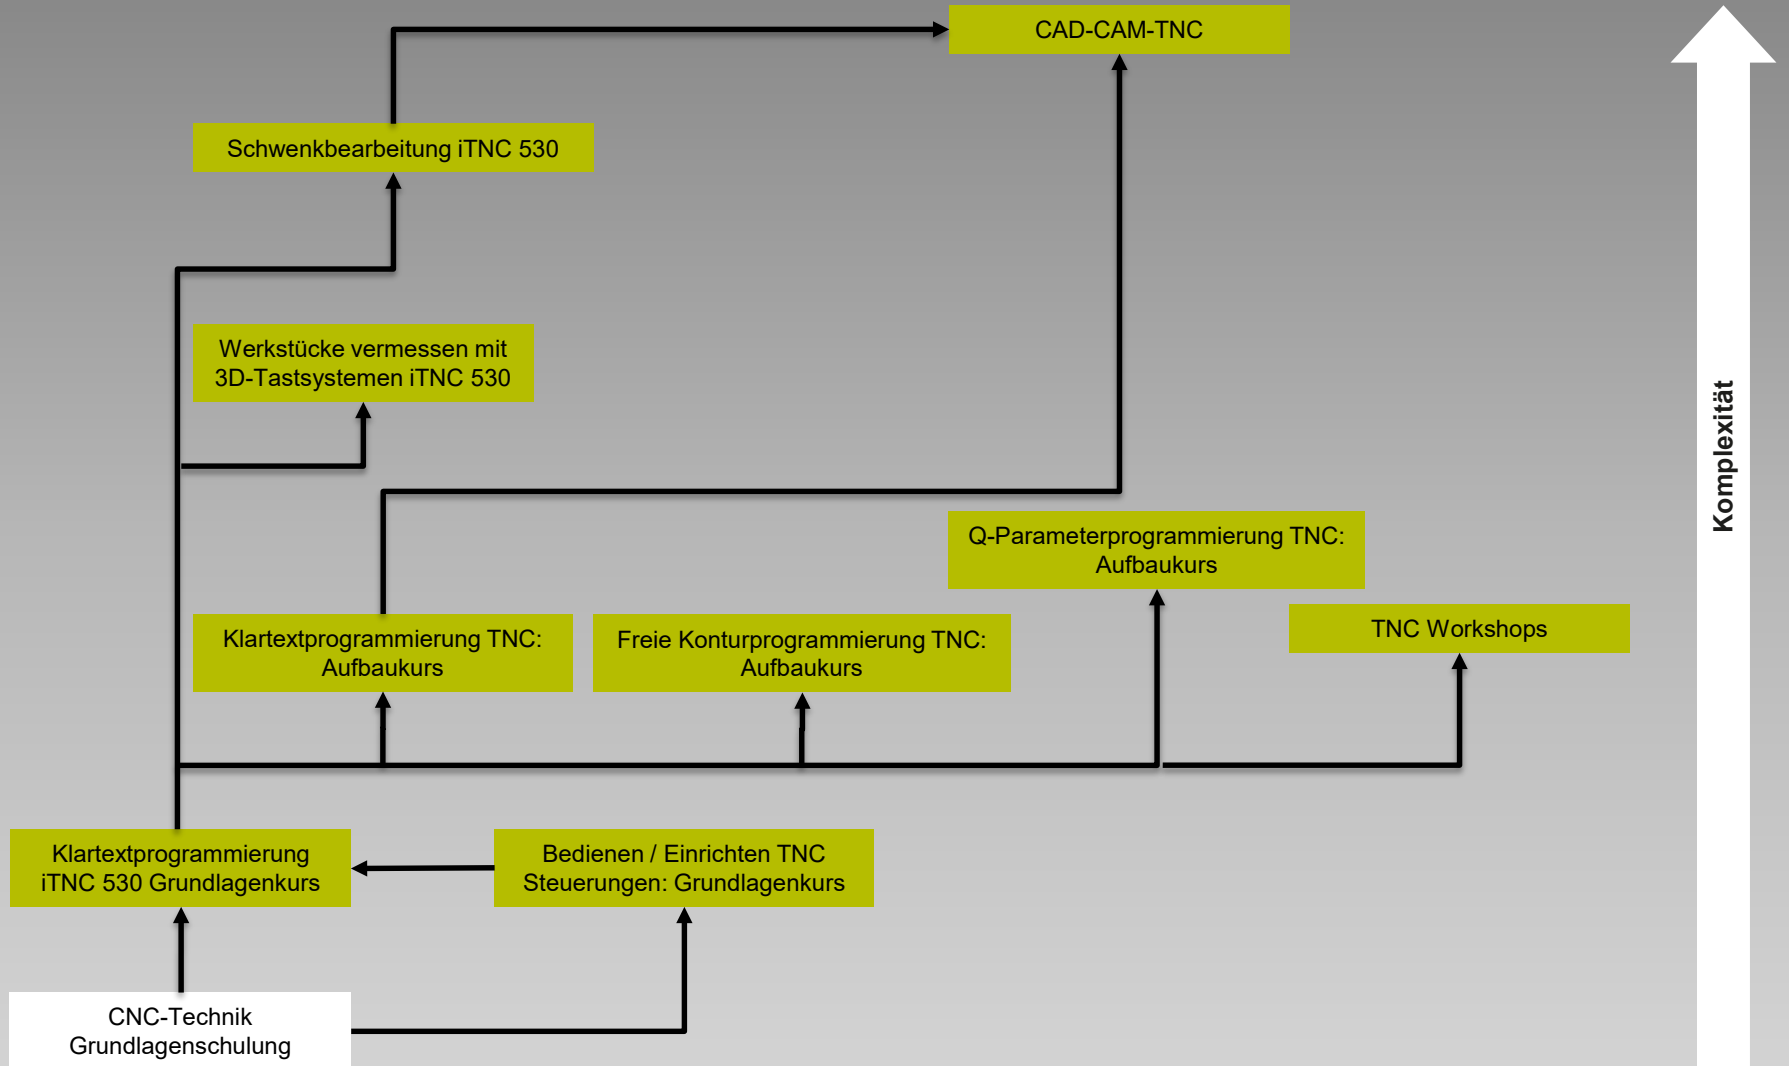 CAD-CAM-TNC
Schwenkbearbeitung iTNC 530
Werkstücke vermessen mit
3D-Tastsystemen iTNC 530
Komplexität
Q-Parameterprogrammierung TNC:
Aufbaukurs
Klartextprogrammierung TNC:
Aufbaukurs
Freie Konturprogrammierung TNC:
Aufbaukurs
TNC Workshops
Klartextprogrammierung
iTNC 530 Grundlagenkurs
Bedienen / Einrichten TNC
Steuerungen: Grundlagenkurs
CNC-Technik
Grundlagenschulung